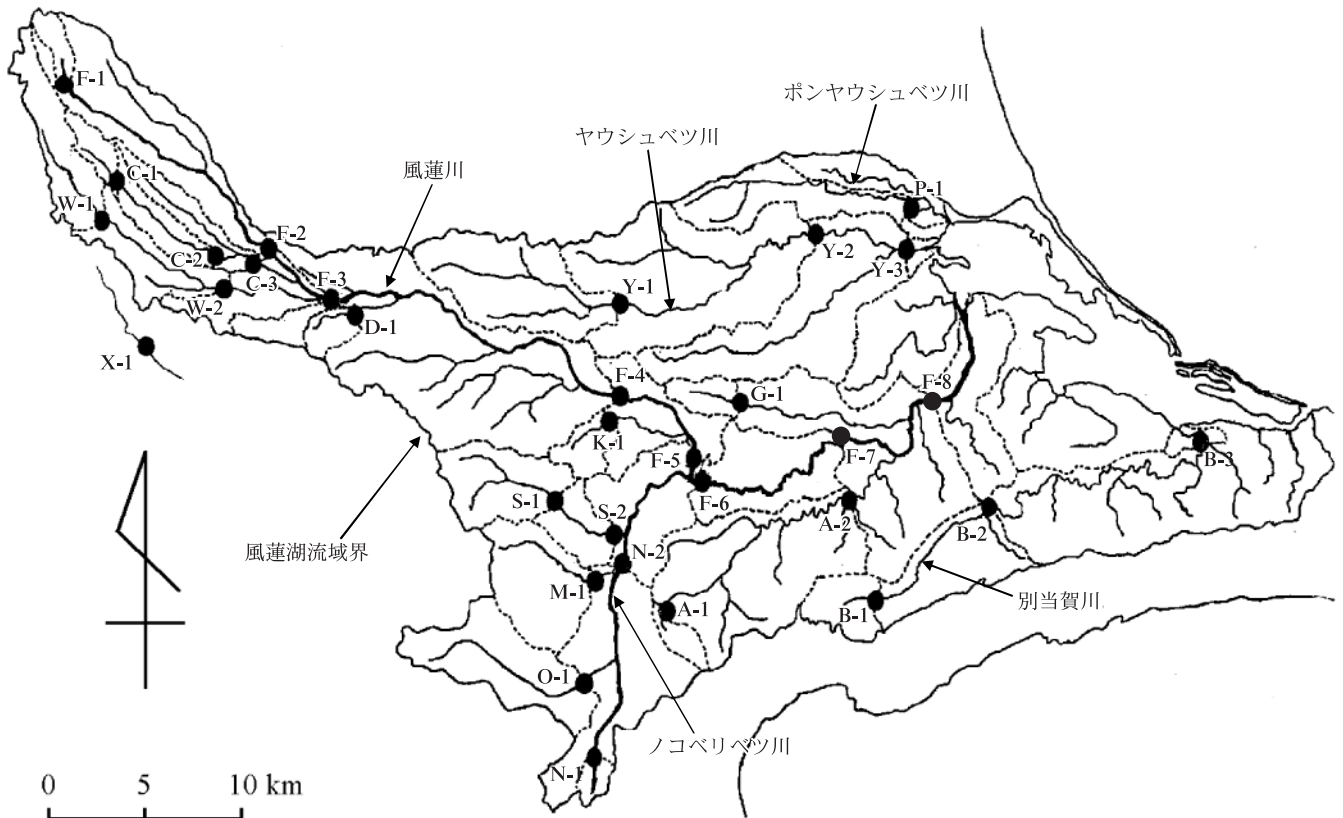 F-1
ポンヤウシュベツ川
ヤウシュベツ川
風蓮川
C-1
P-1
W-1
F-2
Y-2
C-2
C-3
Y-3
F-3
Y-1
W-2
D-1
X-1
F-4
G-1
F-8
K-1
F-7
B-3
F-5
F-6
S-1
A-2
S-2
B-2
風蓮湖流域界
N-2
M-1
A-1
B-1
別当賀川
O-1
ノコベリベツ川
N-1
0 5 10 km